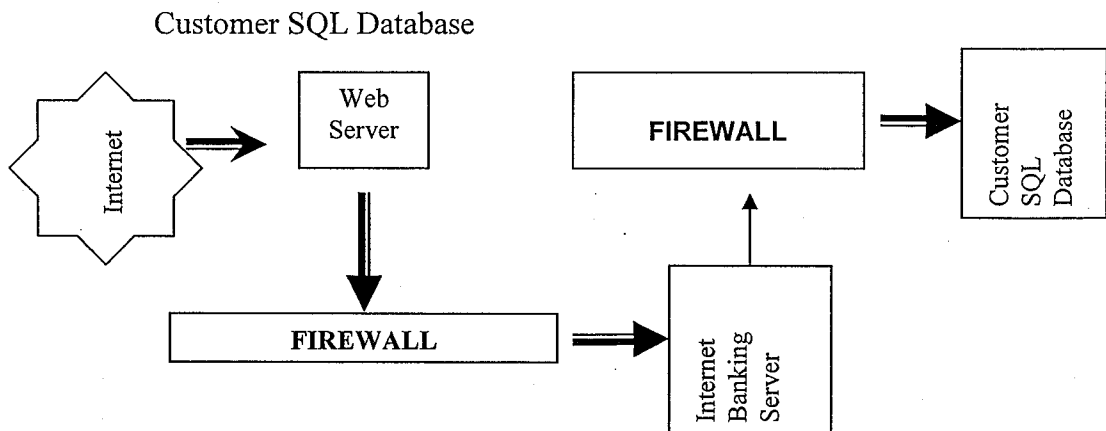 Customer SQL Database
Internet
Web
Server
FIREWALL
Customer
SQL
Database
FIREWALL
Internet
Banking
Server